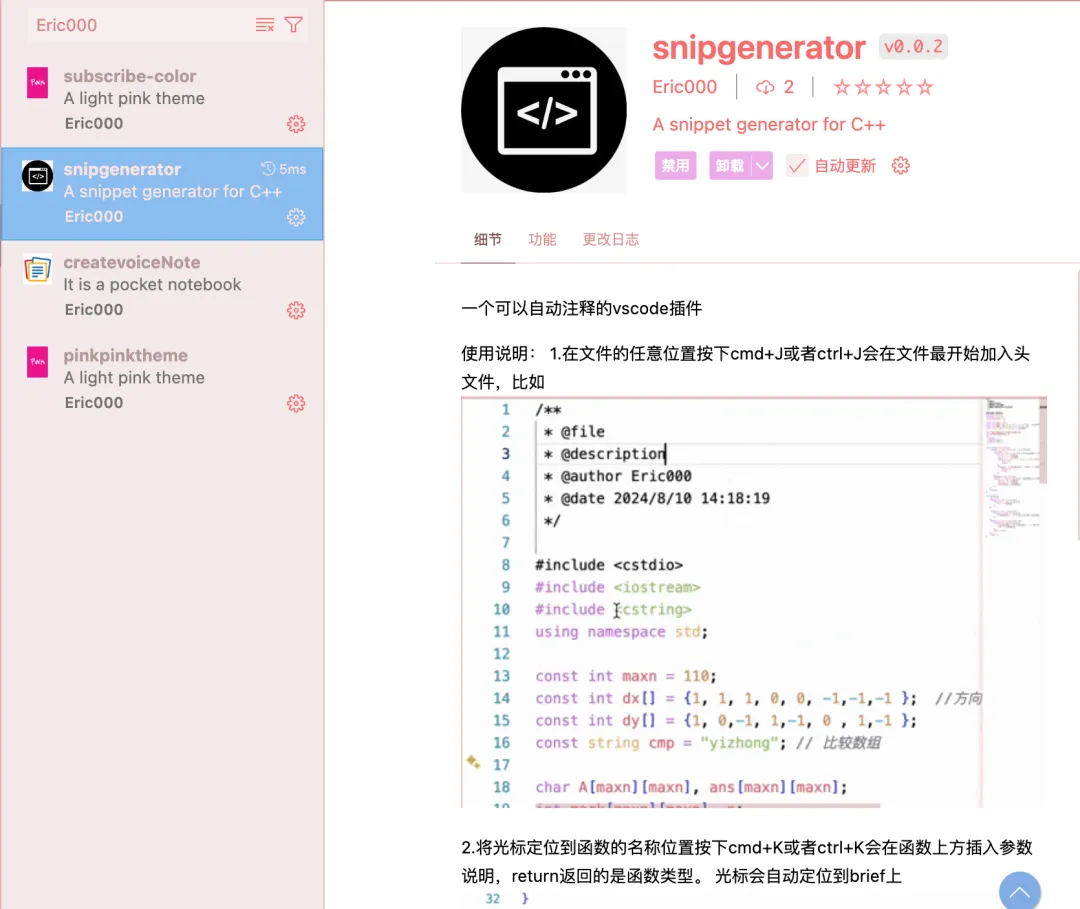 Eric000
subscribe-color
A light pink theme
Eric000
snipgenerator 5ms
A snippet generator for C++
Eric000
createvoiceNote
It is a pocket notebook
Eric000
pinkpinktheme
A light pink theme
Eric000
snipgenerator v0.0.2
Eric000 2
A snippet generator for C++
禁用 卸载 自动更新
细节 功能 更改日志
一个可以自动注释的vscode插件
使用说明： 1.在文件的任意位置按下cmd+J或者ctrl+J会在文件最开始加入头
文件，比如
1 /**
2 * @file
3 * @description
4 * @author Eric000
5 * @date 2024/8/10 14:18:19
6 */
7
8 #include <cstdio>
9 #include <iostream>
10 #include <cstring>
11 using namespace std;
12
13 const int maxn = 110;
14 const int dx[] = {1, 1, 1, 0, 0, -1,-1,-1 }; //方向
15 const int dy[] = {1, 0,-1, 1,-1, 0 , 1,-1 };
16 const string cmp = "yizhong"; // 比较数组
17
18 char A[maxn][maxn], ans[maxn][maxn];
2.将光标定位到函数的名称位置按下cmd+K或者ctrl+K会在函数上方插入参数
说明，return返回的是函数类型。 光标会自动定位到brief上
32 }